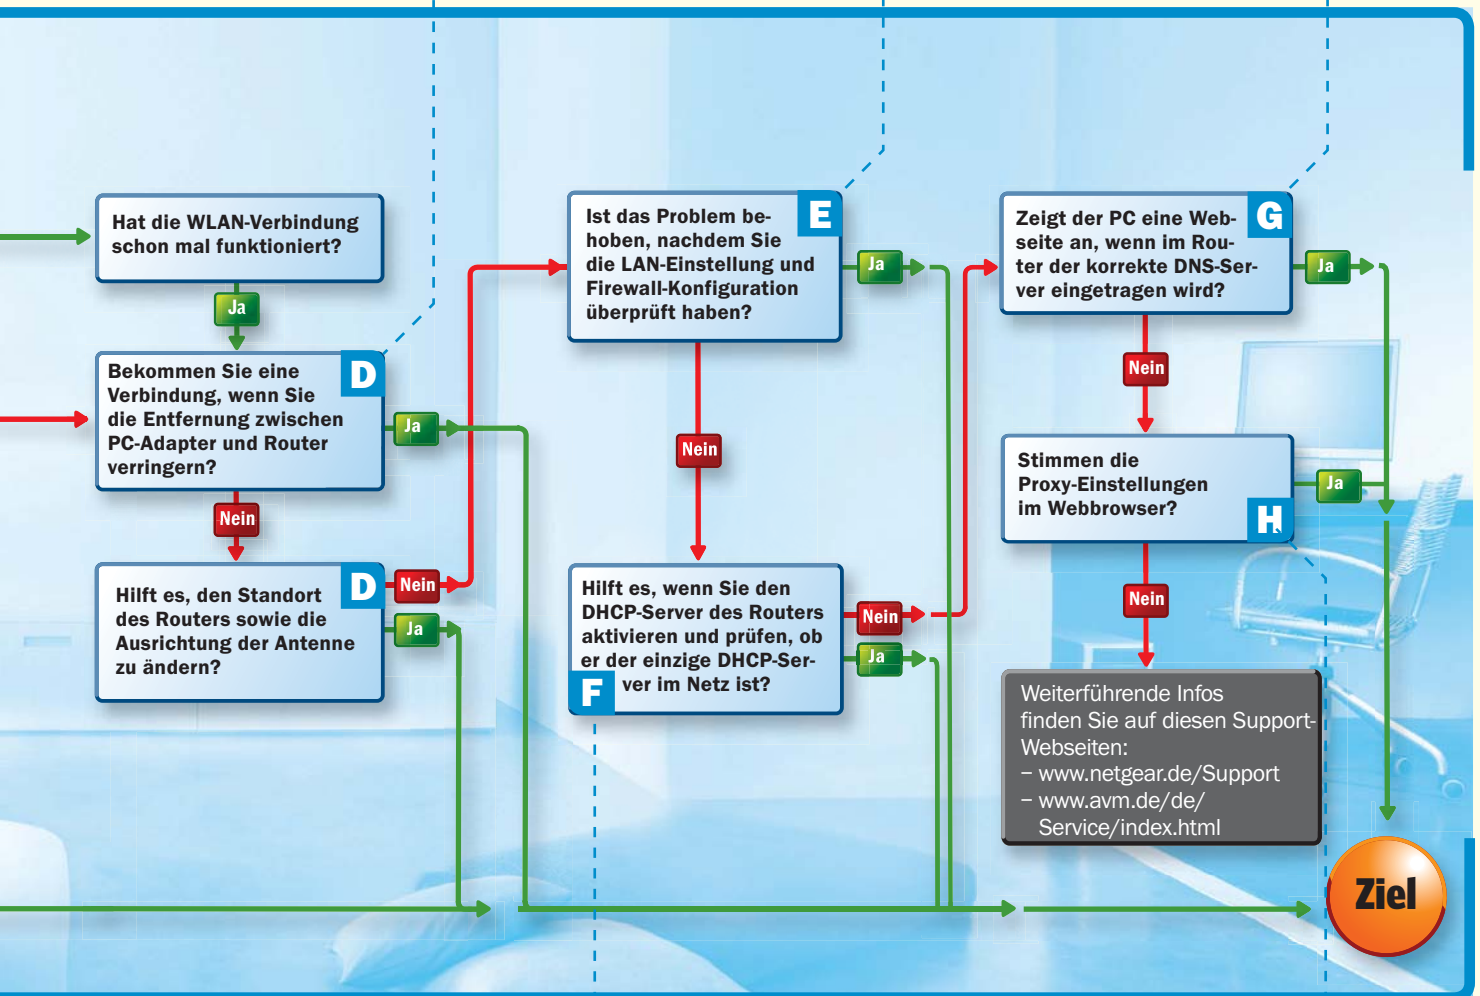 Hat die WLAN-Verbindung
schon mal funktioniert?
Ja
Bekommen Sie eine
Verbindung, wenn Sie
die Entfernung zwischen
PC-Adapter und Router
verringern?
D
Ja
Nein
Hilft es, den Standort
des Routers sowie die
Ausrichtung der Antenne
zu ändern?
D
Nein
Ja
Ist das Problem be-
hoben, nachdem Sie
die LAN-Einstellung und
Firewall-Konfiguration
überprüft haben?
E
Ja
Nein
Hilft es, wenn Sie den
DHCP-Server des Routers
aktivieren und prüfen, ob
er der einzige DHCP-Ser-
ver im Netz ist?
F
Nein
Ja
Zeigt der PC eine Web-
seite an, wenn im Rou-
ter der korrekte DNS-Ser-
ver eingetragen wird?
G
Ja
Nein
Stimmen die
Proxy-Einstellungen
im Webbrowser?
H
Ja
Nein
Weiterführende Infos
finden Sie auf diesen Support-
Webseiten:
– www.netgear.de/Support
– www.avm.de/de/
Service/index.html
Ziel